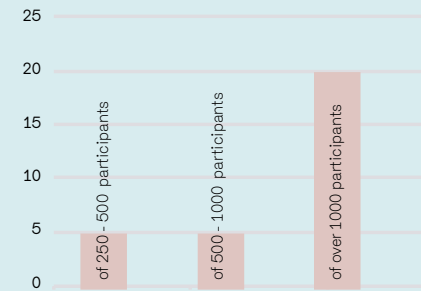 25
20
15
10
5
0
of 250 - 500 participants
of 500 - 1000 participants
of over 1000 participants